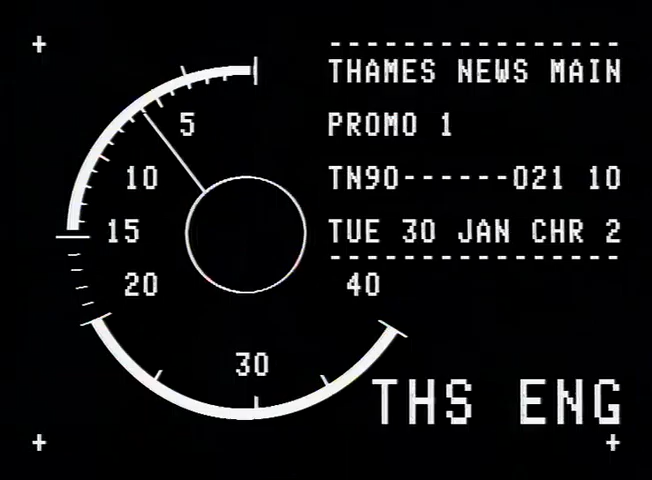 ----------------
THAMES NEWS MAIN
PROMO 1
TN90------021 10
TUE 30 JAN CHR 2
----------------
5
10
15
20
40
30
THS ENG